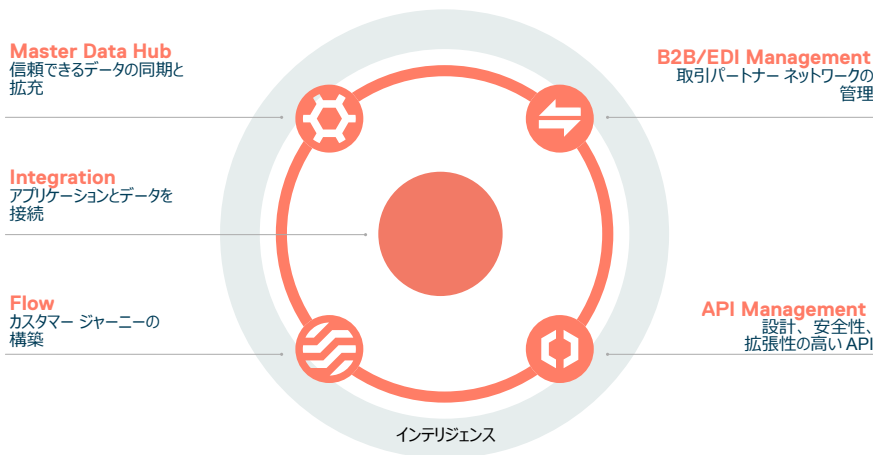 Master Data Hub
信頼できるデータの同期と
拡充
Integration
アプリケーションとデータを
接続
Flow
カスタマー ジャーニーの
構築
B2B/EDI Management
取引パートナー ネットワークの
管理
API Management
設計、安全性、
拡張性の高い API
インテリジェンス